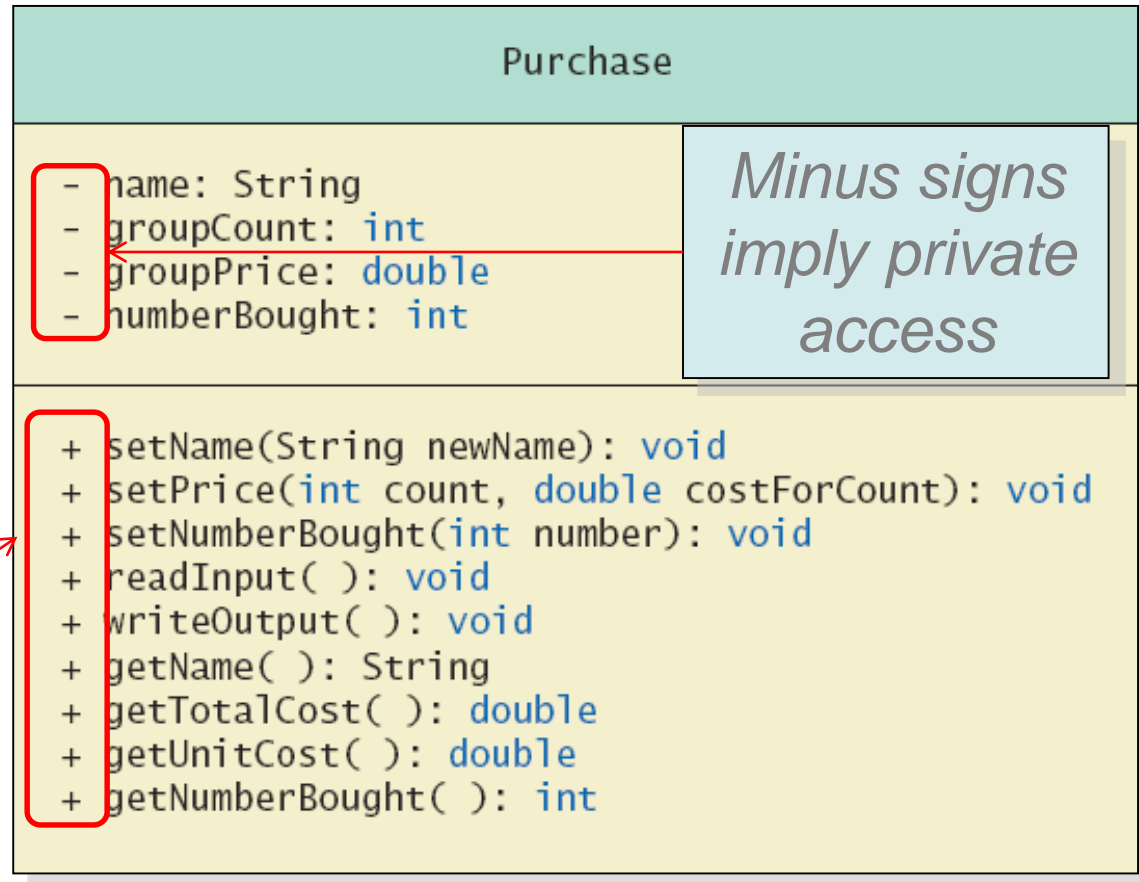 Purchase
- name: String
- groupCount: int
- groupPrice: double
- numberBought: int
Minus signs
imply private
access
+ setName(String newName): void
+ setPrice(int count, double costForCount): void
+ setNumberBought(int number): void
+ readInput( ): void
+ writeOutput( ): void
+ getName( ): String
+ getTotalCost( ): double
+ getUnitCost( ): double
+ getNumberBought( ): int